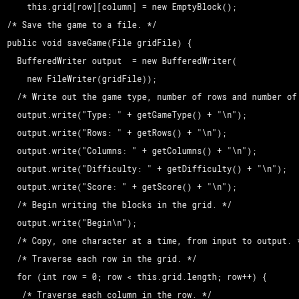 this.grid[row][column] = new EmptyBlock();
/* Save the game to a file. */
public void saveGame(File gridFile) {
BufferedWriter output  = new BufferedWriter(
new FileWriter(gridFile));
/* Write out the game type, number of rows and number of
output.write("Type: " + getGameType() + "\n");
output.write("Rows: " + getRows() + "\n");
output.write("Columns: " + getColumns() + "\n");
output.write("Difficulty: " + getDifficulty() + "\n");
output.write("Score: " + getScore() + "\n");
/* Begin writing the blocks in the grid. */
output.write("Begin\n");
/* Copy, one character at a time, from input to output. *
/* Traverse each row in the grid. */
for (int row = 0; row < this.grid.length; row++) {
/* Traverse each column in the row. */